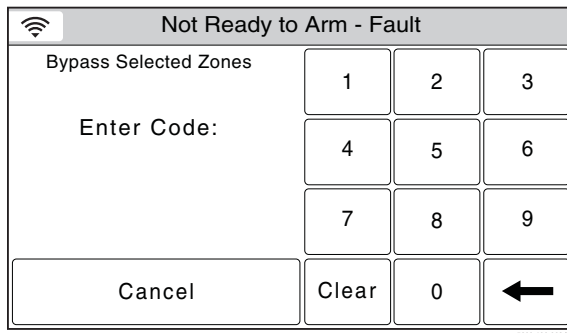 Not Ready to Arm - Fault
Bypass Selected Zones
Enter Code:
1 2 3
4 5 6
7 8 9
Cancel Clear 0